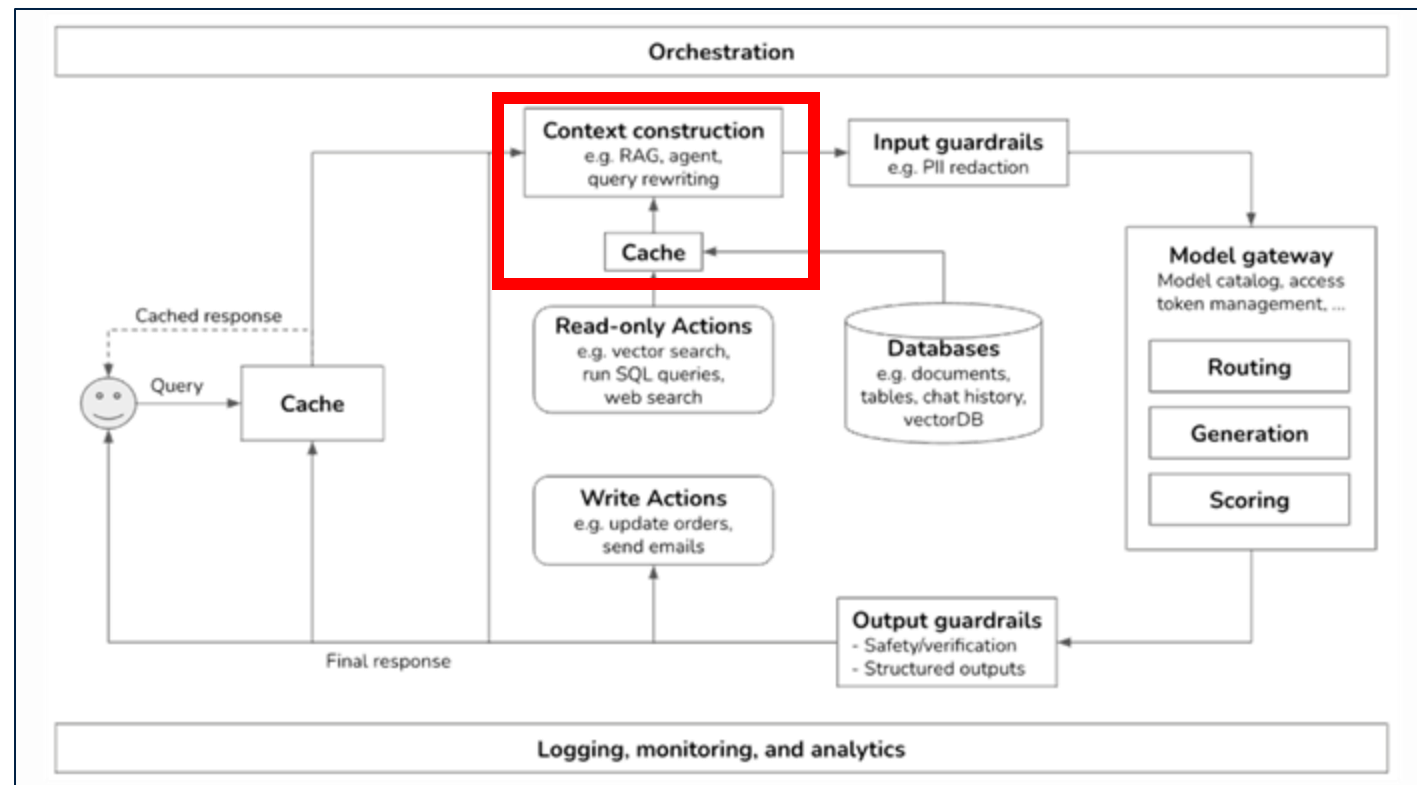 Orchestration
Context construction
e.g. RAG, agent,
query rewriting
Input guardrails
e.g. PII redaction
Cache
Model gateway
Model catalog, access
token management, ...
Routing
Generation
Scoring
Cached response
Query
Cache
Read-only Actions
e.g. vector search,
run SQL queries,
web search
Databases
e.g. documents,
tables, chat history,
vectorDB
Write Actions
e.g. update orders,
send emails
Output guardrails
- Safety/verification
- Structured outputs
Final response
Logging, monitoring, and analytics